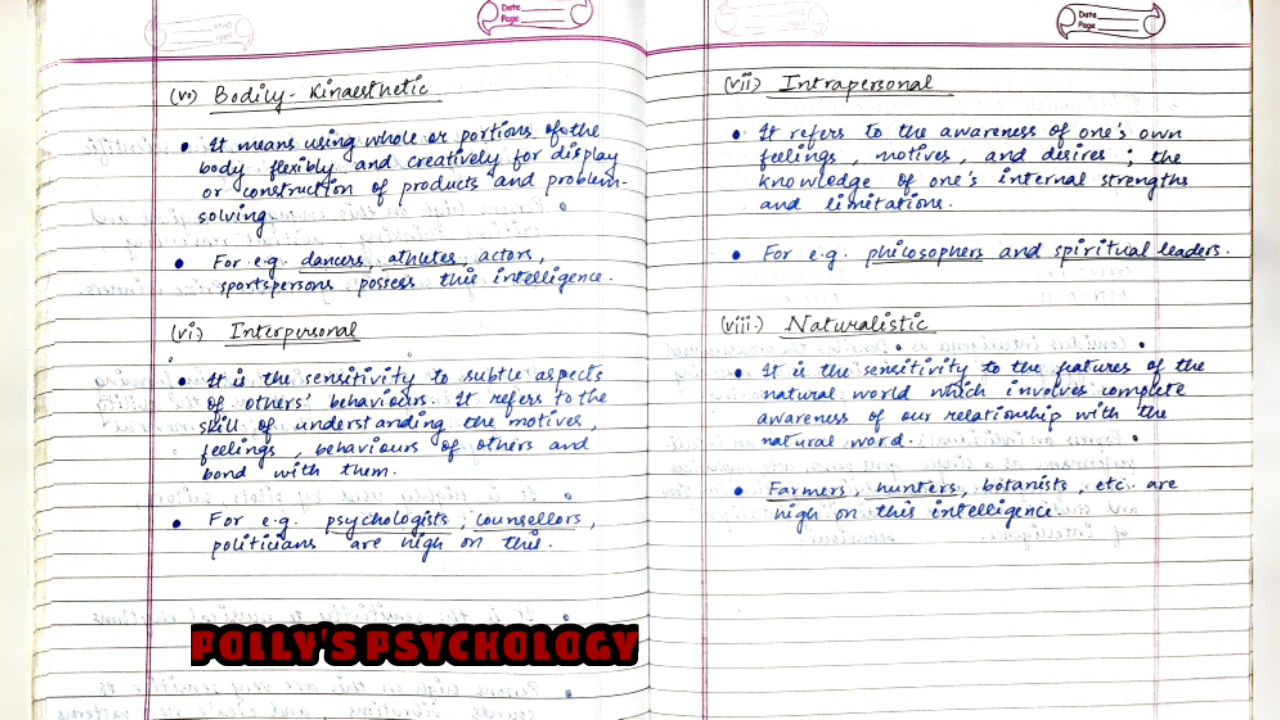 Date
Page
(v.) Bodily - Kinaesthetic
• It means using whole or portions of the
body flexibly and creatively for display
or construction of products and problem-
solving
• For e.g. dancers, athletes, actors,
sportspersons possess this intelligence.
(vi.) Interpersonal
• It is the sensitivity to subtle aspects
of others' behaviours. It refers to the
skill of understanding the motives,
feelings, behaviours of others and
bond with them.
• For e.g. psychologists, counsellors,
politicians are high on this.
POLLY'S PSYCHOLOGY
Date
Page
(vii.) Intrapersonal
• It refers to the awareness of one's own
feelings, motives, and desires ; the
knowledge of one's internal strengths
and limitations.
• For e.g. philosophers and spiritual leaders.
(viii.) Naturalistic
• It is the sensitivity to the features of the
natural world which involves complete
awareness of our relationship with the
natural word.
• Farmers, hunters, botanists, etc. are
high on this intelligence.